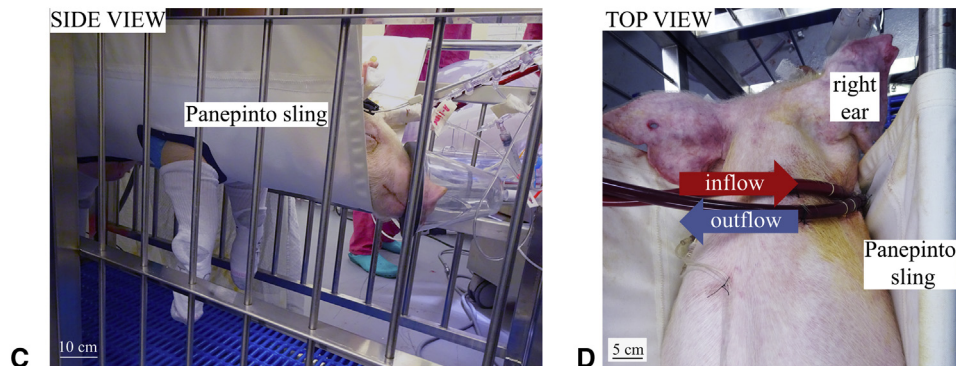 SIDE VIEW
Panepinto sling
10 cm
C
TOP VIEW
right
ear
inflow
outflow
Panepinto
sling
5 cm
D